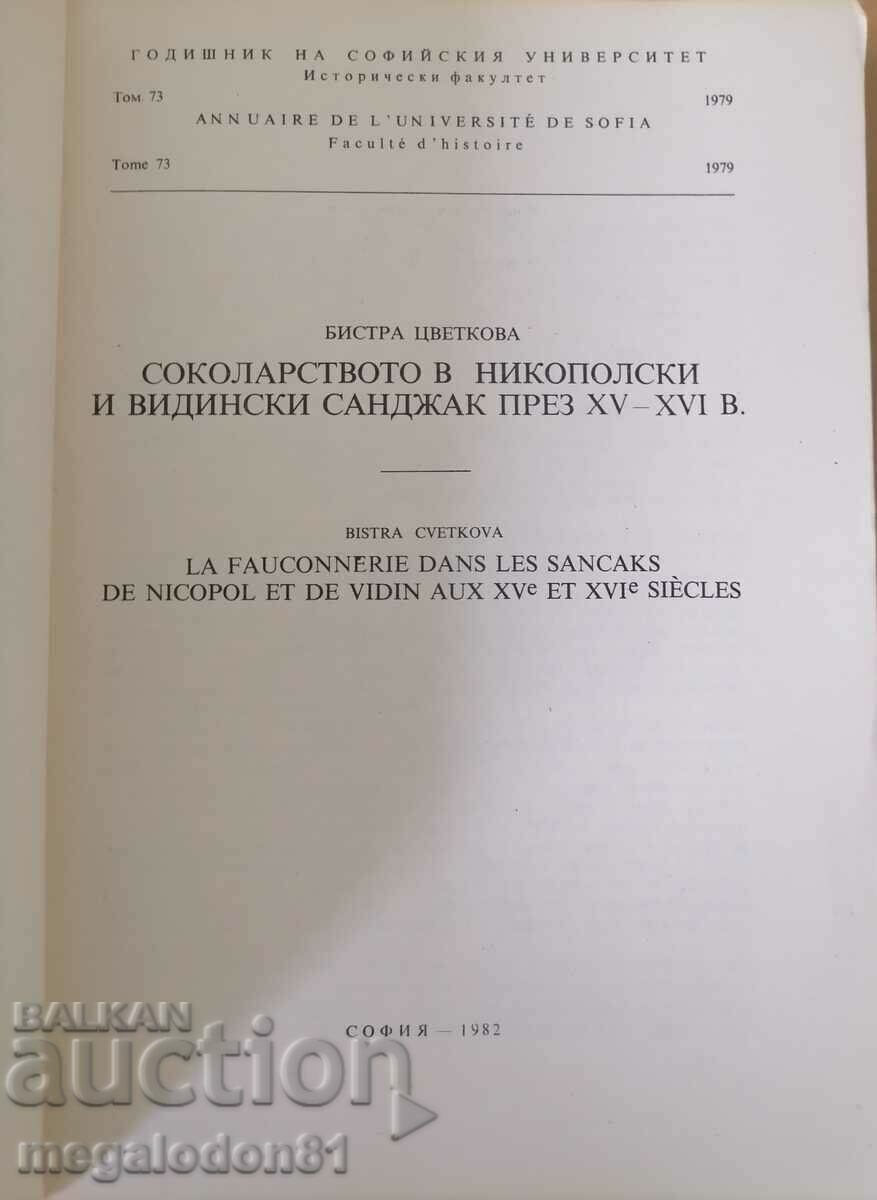 ГОДИШНИК НА СОФИЙСКИЯ УНИВЕРСИТЕТ
Исторически факултет
Том 73 1979
ANNUAIRE DE L'UNIVERSITÉ DE SOFIA
Faculté d'histoire
Tome 73 1979
БИСТРА ЦВЕТКОВА
СОКОЛАРСТВОТО В НИКОПОЛСКИ
И ВИДИНСКИ САНДЖАК ПРЕЗ XV – XVI В.
BISTRA CVETKOVA
LA FAUCONNERIE DANS LES SANCAKS
DE NICOPOL ET DE VIDIN AUX XVe ET XVIe SIÈCLES
СОФИЯ — 1982
BALKAN
auction
megalodon81